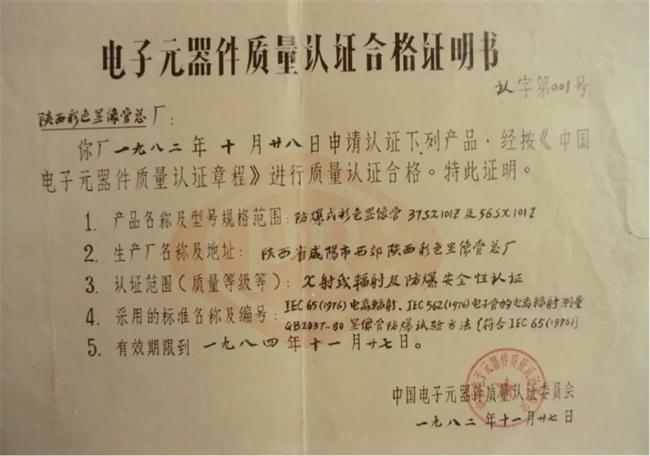 电子元器件质量认证合格证明书
认字第001号
陕西彩色显像管总厂：
你厂一九八二年十月廿八日申请认证下列产品，经按《中国
电子元器件质量认证章程》进行质量认证合格。特此证明。
1. 产品名称及型号规格范围：防爆式彩色显像管 37SX101Z 及 56SX101Z
2. 生产厂名称及地址：陕西省咸阳市西郊陕西彩色显像管总厂
3. 认证范围（质量等级等）：X射线辐射及防爆安全性认证
4. 采用的标准名称及编号：IEC 65(1976)电离辐射、IEC 562(1976)电子管的电离辐射测量
GB2037-80 显像管防爆试验方法{符合IEC 65(1976)}
5. 有效期限到一九八四年十一月廿七日。
中国电子元器件质量认证委员会
一九八二年十一月廿七日